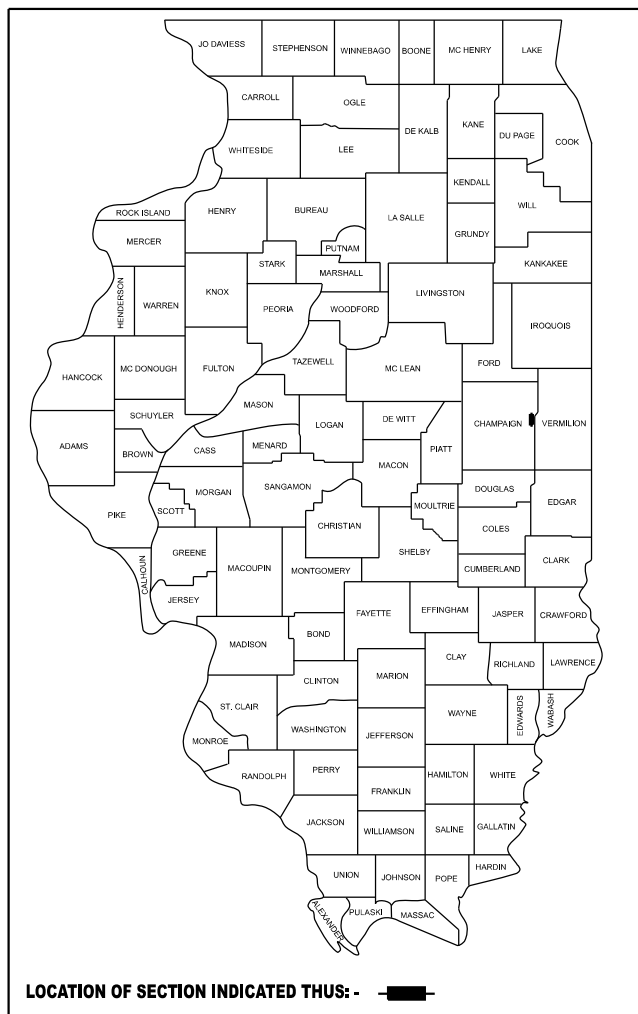 JO DAVIESS
STEPHENSON
WINNEBAGO
BOONE
MC HENRY
LAKE
CARROLL
OGLE
DE KALB
KANE
DU PAGE
COOK
WHITESIDE
LEE
KENDALL
WILL
ROCK ISLAND
HENRY
BUREAU
LA SALLE
GRUNDY
MERCER
PUTNAM
KANKAKEE
STARK
MARSHALL
HENDERSON
WARREN
KNOX
PEORIA
WOODFORD
LIVINGSTON
IROQUOIS
HANCOCK
MC DONOUGH
FULTON
TAZEWELL
MC LEAN
FORD
SCHUYLER
MASON
LOGAN
DE WITT
CHAMPAIGN
VERMILION
ADAMS
BROWN
CASS
MENARD
MACON
PIATT
PIKE
SCOTT
MORGAN
SANGAMON
CHRISTIAN
MOULTRIE
DOUGLAS
EDGAR
COLES
CALHOUN
GREENE
MACOUPIN
MONTGOMERY
SHELBY
CUMBERLAND
CLARK
JERSEY
FAYETTE
EFFINGHAM
JASPER
CRAWFORD
MADISON
BOND
CLAY
RICHLAND
LAWRENCE
CLINTON
MARION
ST. CLAIR
WASHINGTON
WAYNE
EDWARDS
WABASH
MONROE
JEFFERSON
RANDOLPH
PERRY
HAMILTON
WHITE
FRANKLIN
JACKSON
WILLIAMSON
SALINE
GALLATIN
UNION
JOHNSON
POPE
HARDIN
ALEXANDER
PULASKI
MASSAC
LOCATION OF SECTION INDICATED THUS: -